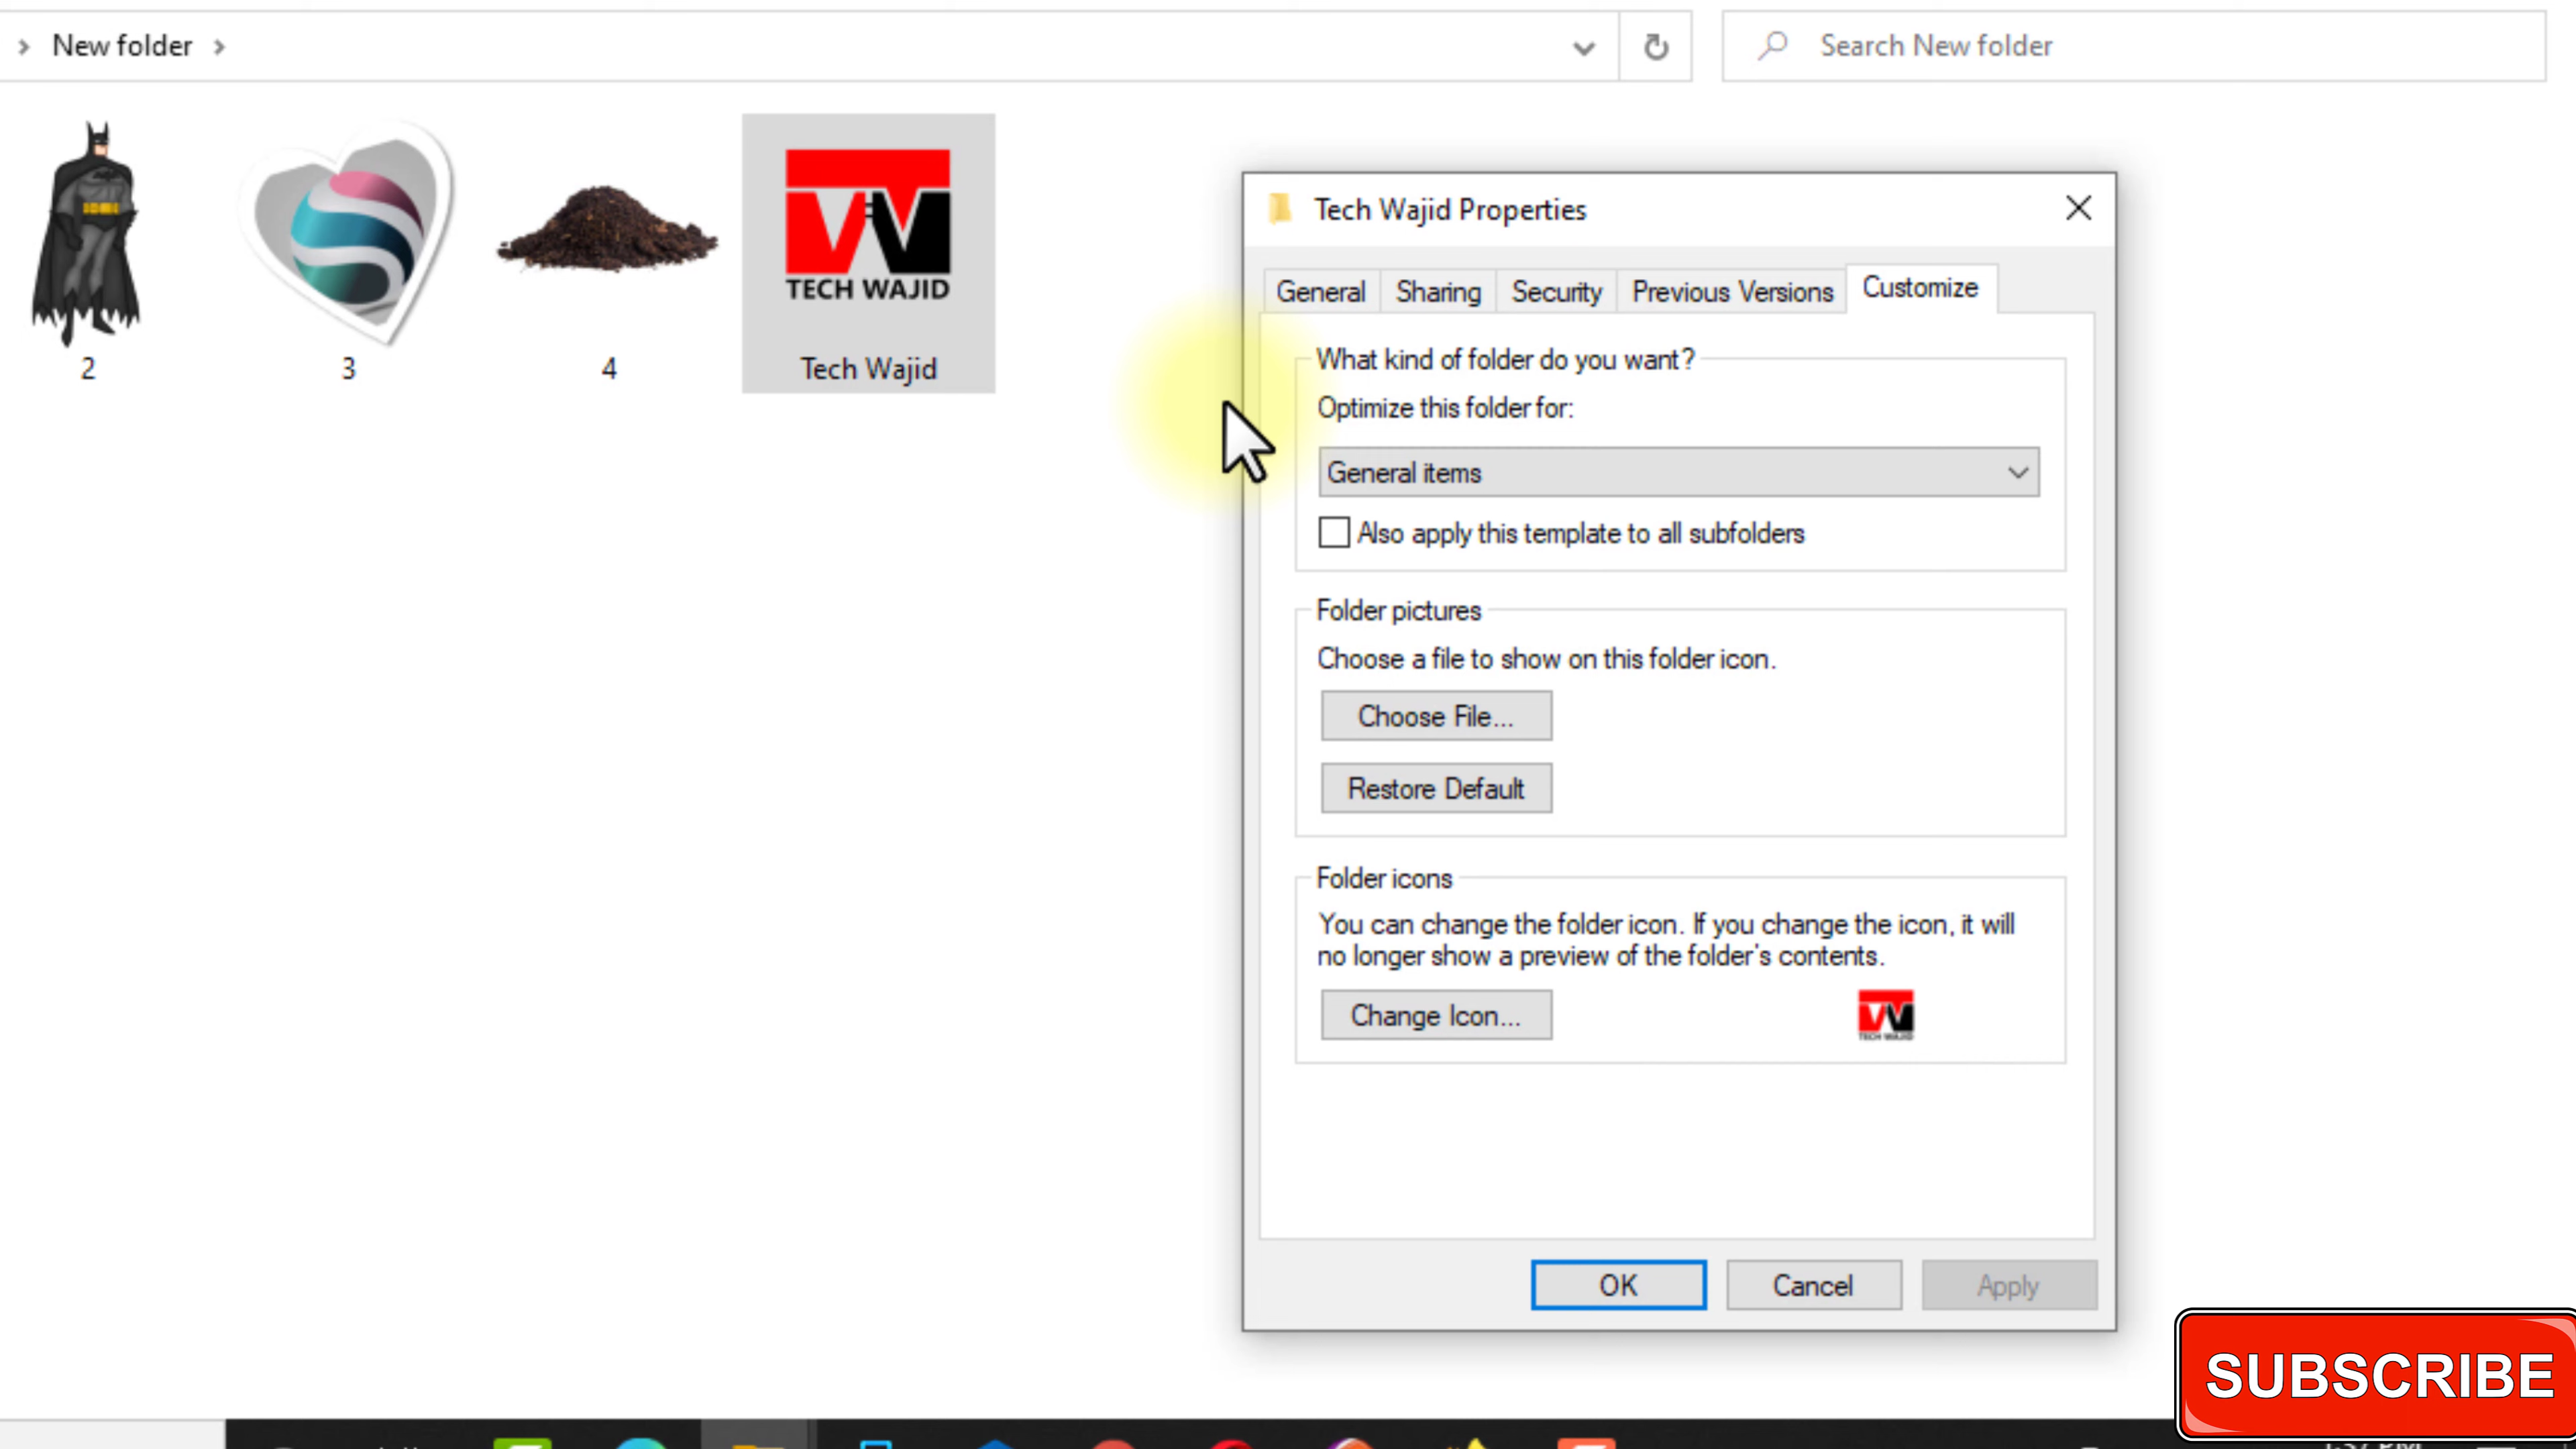 New folder
Search New folder
TECH WAJID
2
3
4
Tech Wajid
Tech Wajid Properties
General
Sharing
Security
Previous Versions
Customize
What kind of folder do you want?
Optimize this folder for:
General items
Also apply this template to all subfolders
Folder pictures
Choose a file to show on this folder icon.
Choose File...
Restore Default
Folder icons
You can change the folder icon. If you change the icon, it will
no longer show a preview of the folder's contents.
Change Icon...
TECH WAJID
OK
Cancel
Apply
SUBSCRIBE